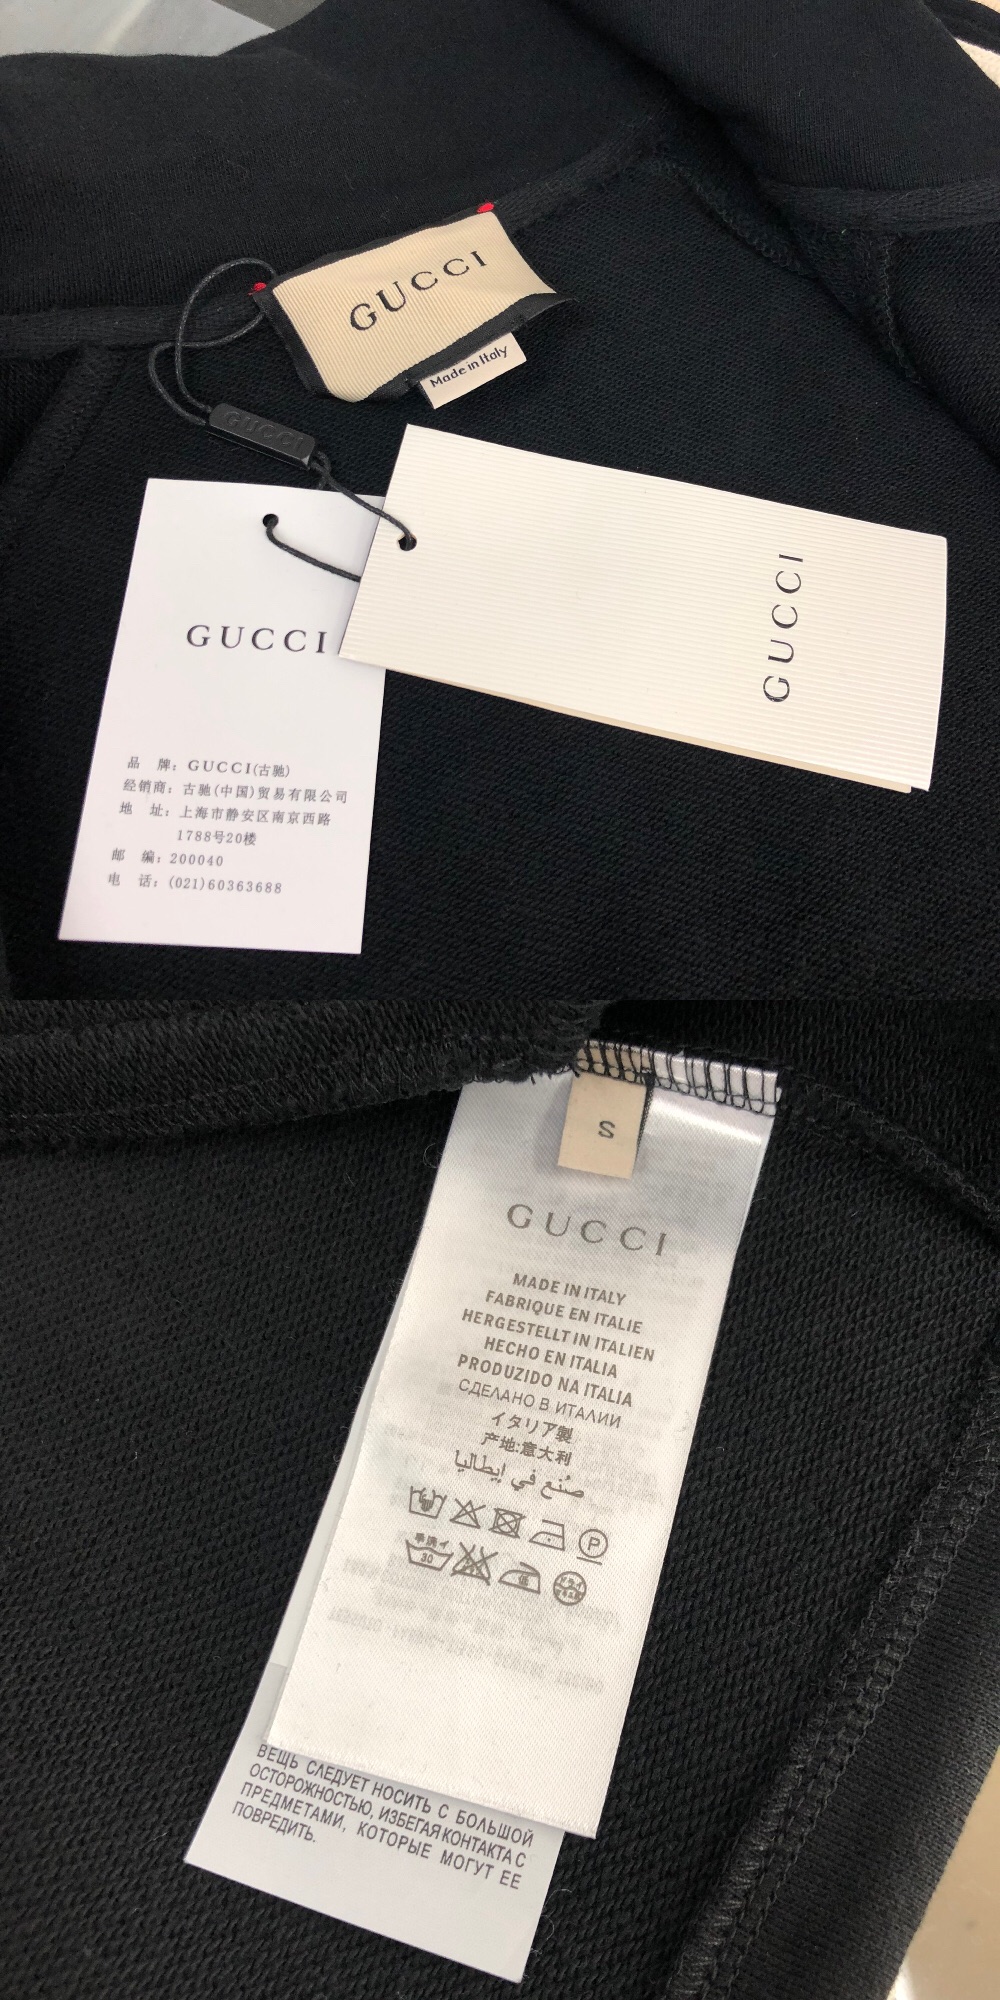 GUCCI
Made in Italy
GUCCI
GUCCI
GUCCI
品 牌: GUCCI(古驰)
经销商: 古驰(中国)贸易有限公司
地 址: 上海市静安区南京西路
1788号20楼
邮 编: 200040
电 话: (021)60363688
S
GUCCI
MADE IN ITALY
FABRIQUE EN ITALIE
HERGESTELLT IN ITALIEN
HECHO EN ITALIA
PRODUZIDO NA ITALIA
СДЕЛАНО В ИТАЛИИ
イタリア製
产地:意大利
صُنع في إيطاليا
P
30
ВЕЩЬ СЛЕДУЕТ НОСИТЬ С БОЛЬШОЙ
ОСТОРОЖНОСТЬЮ, ИЗБЕГАЯ КОНТАКТА С
ПРЕДМЕТАМИ, КОТОРЫЕ МОГУТ ЕЕ
ПОВРЕДИТЬ.